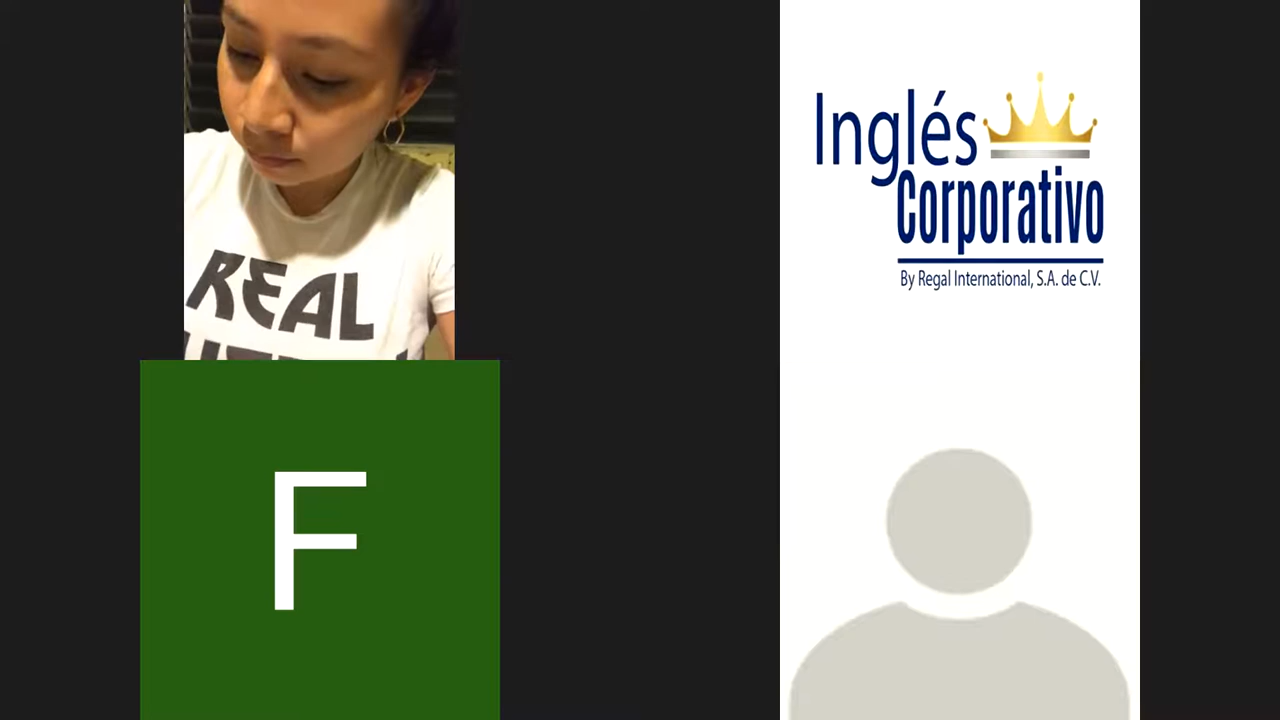 REAL
Inglés
Corporativo
By Regal International, S.A. de C.V.
F